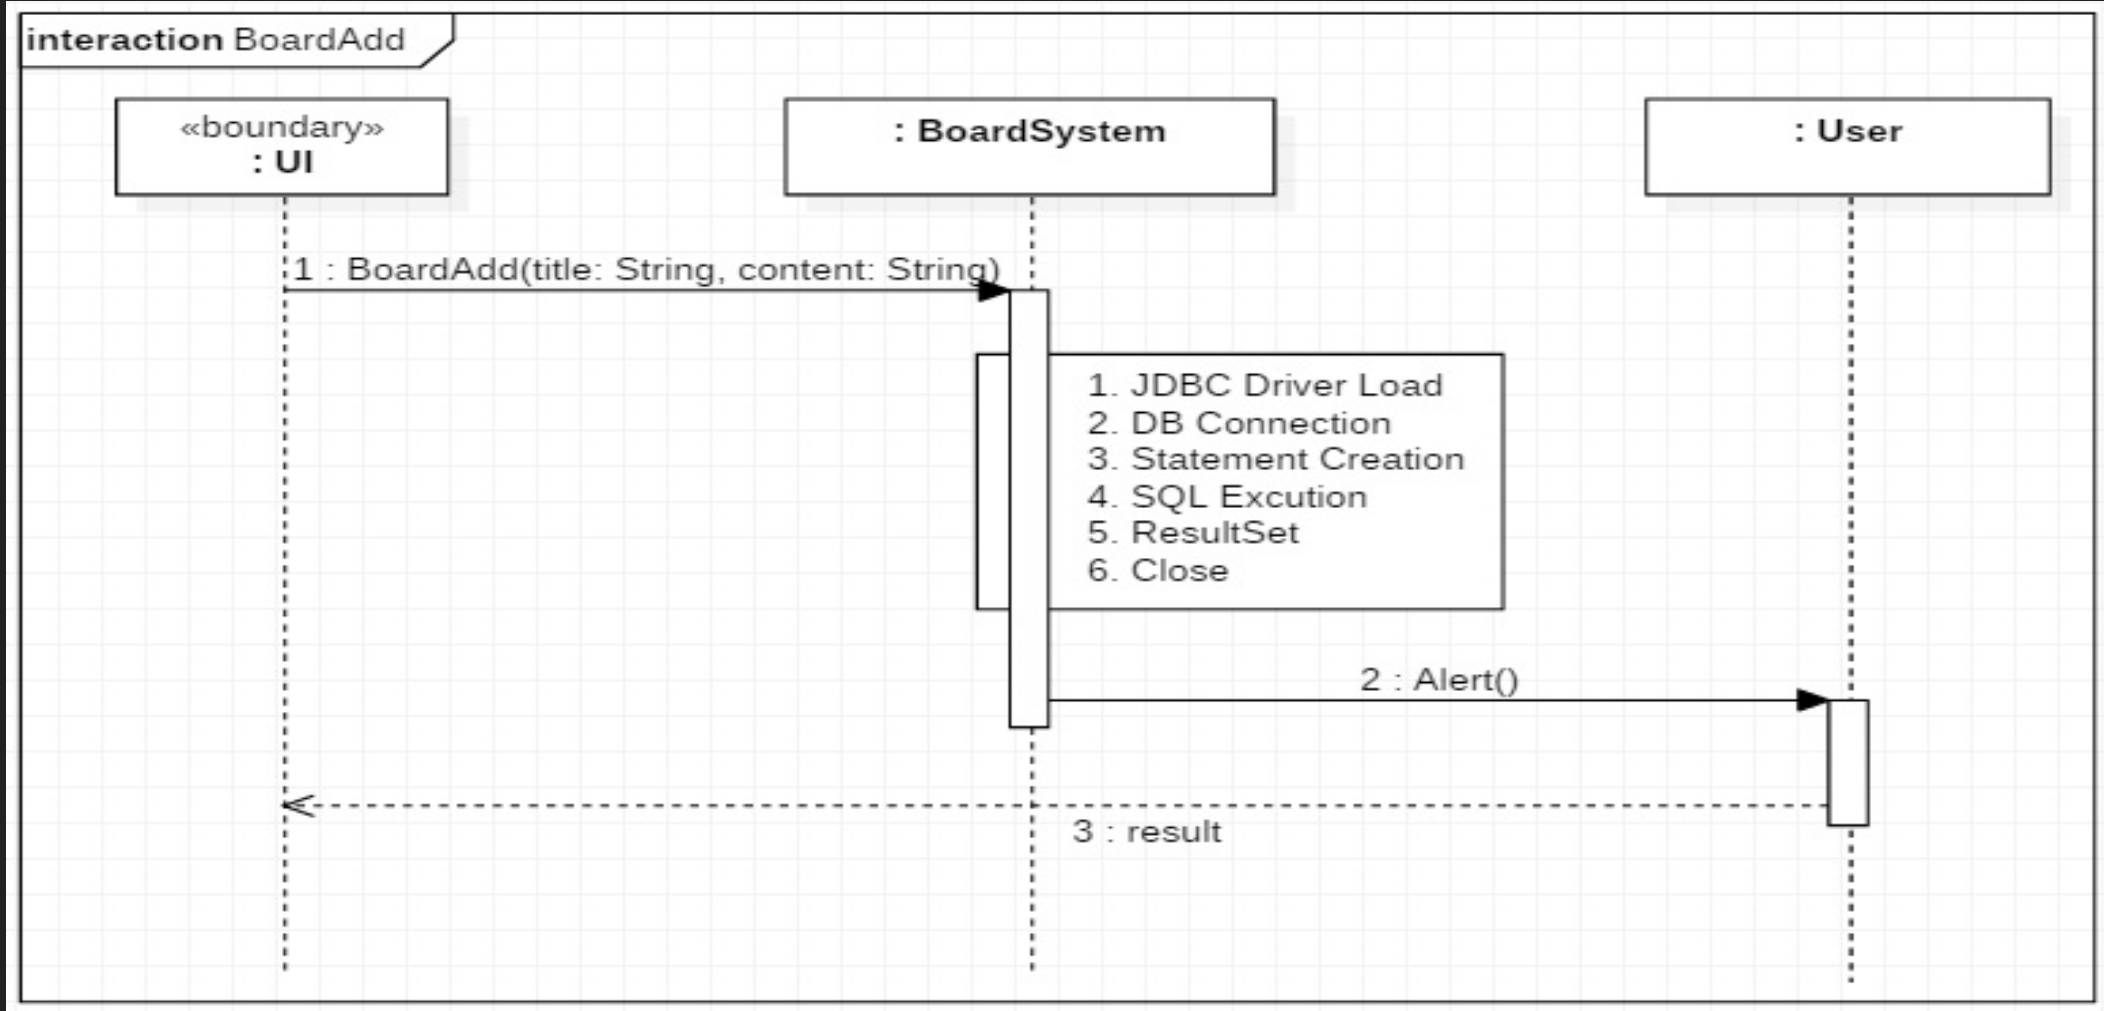 interaction BoardAdd
«boundary»
: UI
: BoardSystem
: User
1 : BoardAdd(title: String, content: String)
1. JDBC Driver Load
2. DB Connection
3. Statement Creation
4. SQL Excution
5. ResultSet
6. Close
2 : Alert()
3 : result